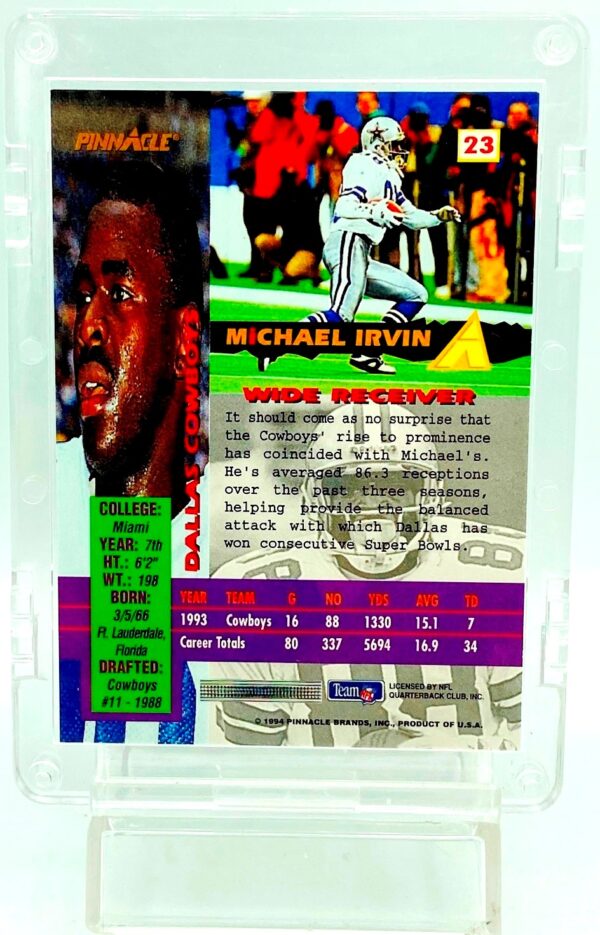 PINNACLE®
23
MICHAEL IRVIN
DALLAS COWBOYS
WIDE RECEIVER
It should come as no surprise that
the Cowboys' rise to prominence
has coincided with Michael's.
He's averaged 86.3 receptions
over the past three seasons,
helping provide the balanced
attack with which Dallas has
won consecutive Super Bowls.
COLLEGE:
Miami
YEAR: 7th
HT.: 6'2"
WT.: 198
BORN:
3/5/66
Ft. Lauderdale,
Florida
DRAFTED:
Cowboys
#11 - 1988
YEAR TEAM G NO YDS AVG TD
1993 Cowboys 16 88 1330 15.1 7
Career Totals 80 337 5694 16.9 34
Team NFL
LICENSED BY NFL
QUARTERBACK CLUB, INC.
© 1994 PINNACLE BRANDS, INC., PRODUCT OF U.S.A.